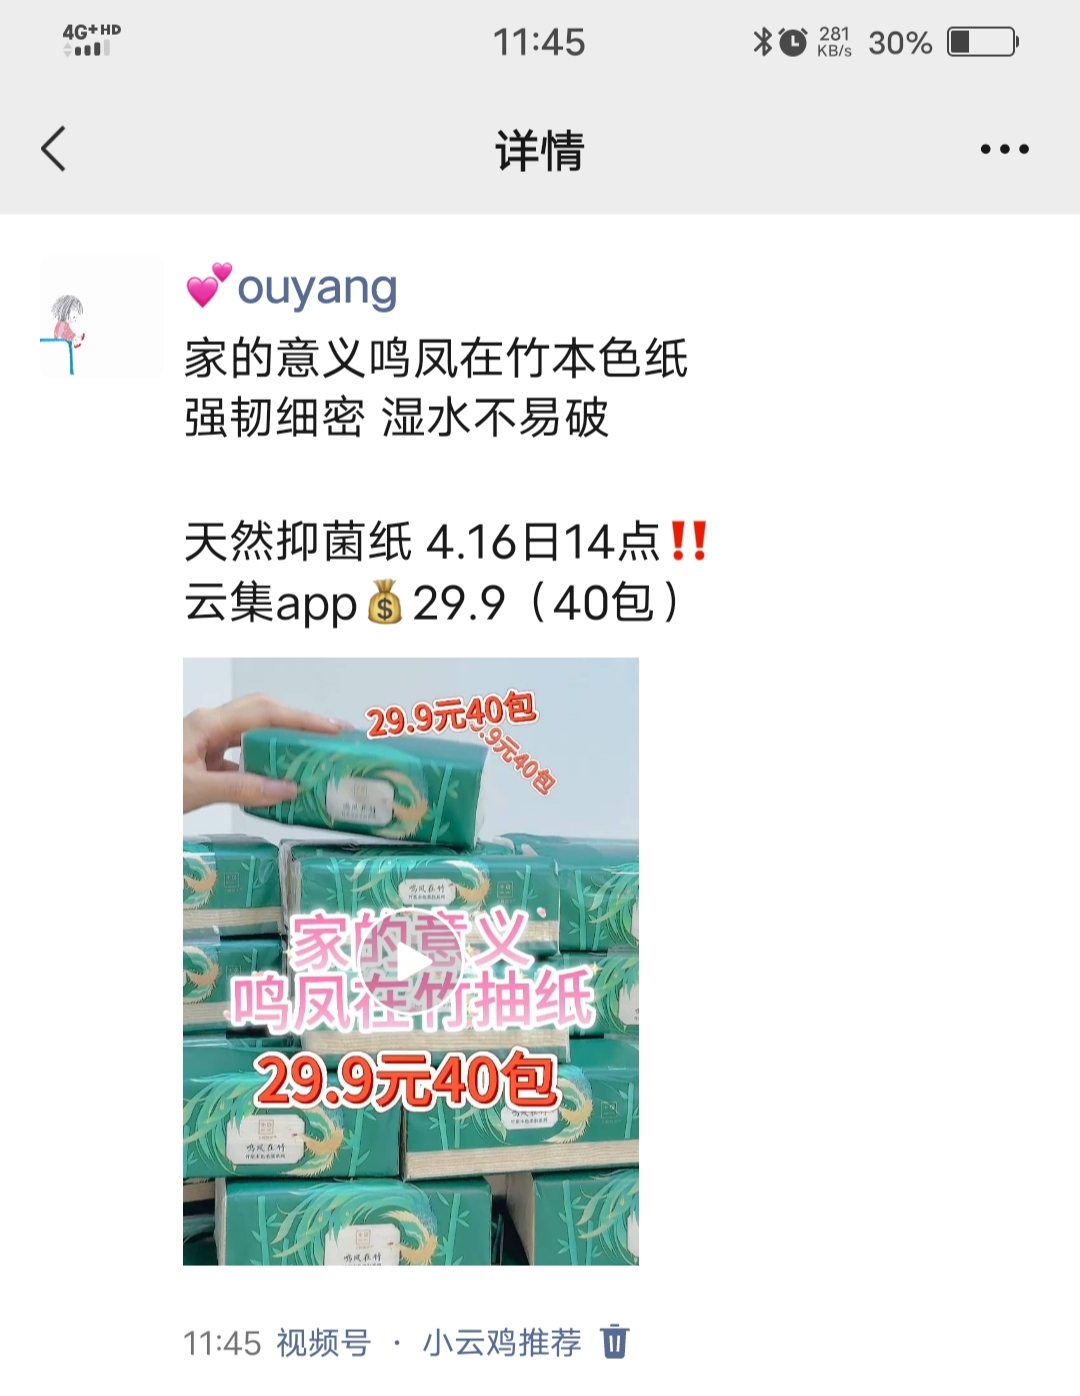 4G+HD
11:45
281
KB/s
30%
详情
💕ouyang
家的意义鸣凤在竹本色纸
强韧细密 湿水不易破
天然抑菌纸 4.16日14点‼️
云集app💰29.9（40包）
29.9元40包
.9元40包
鸣凤在竹
鸣凤在竹
家的意义
鸣凤在竹抽纸
29.9元40包
鸣凤在竹
鸣凤在竹
11:45 视频号 · 小云鸡推荐